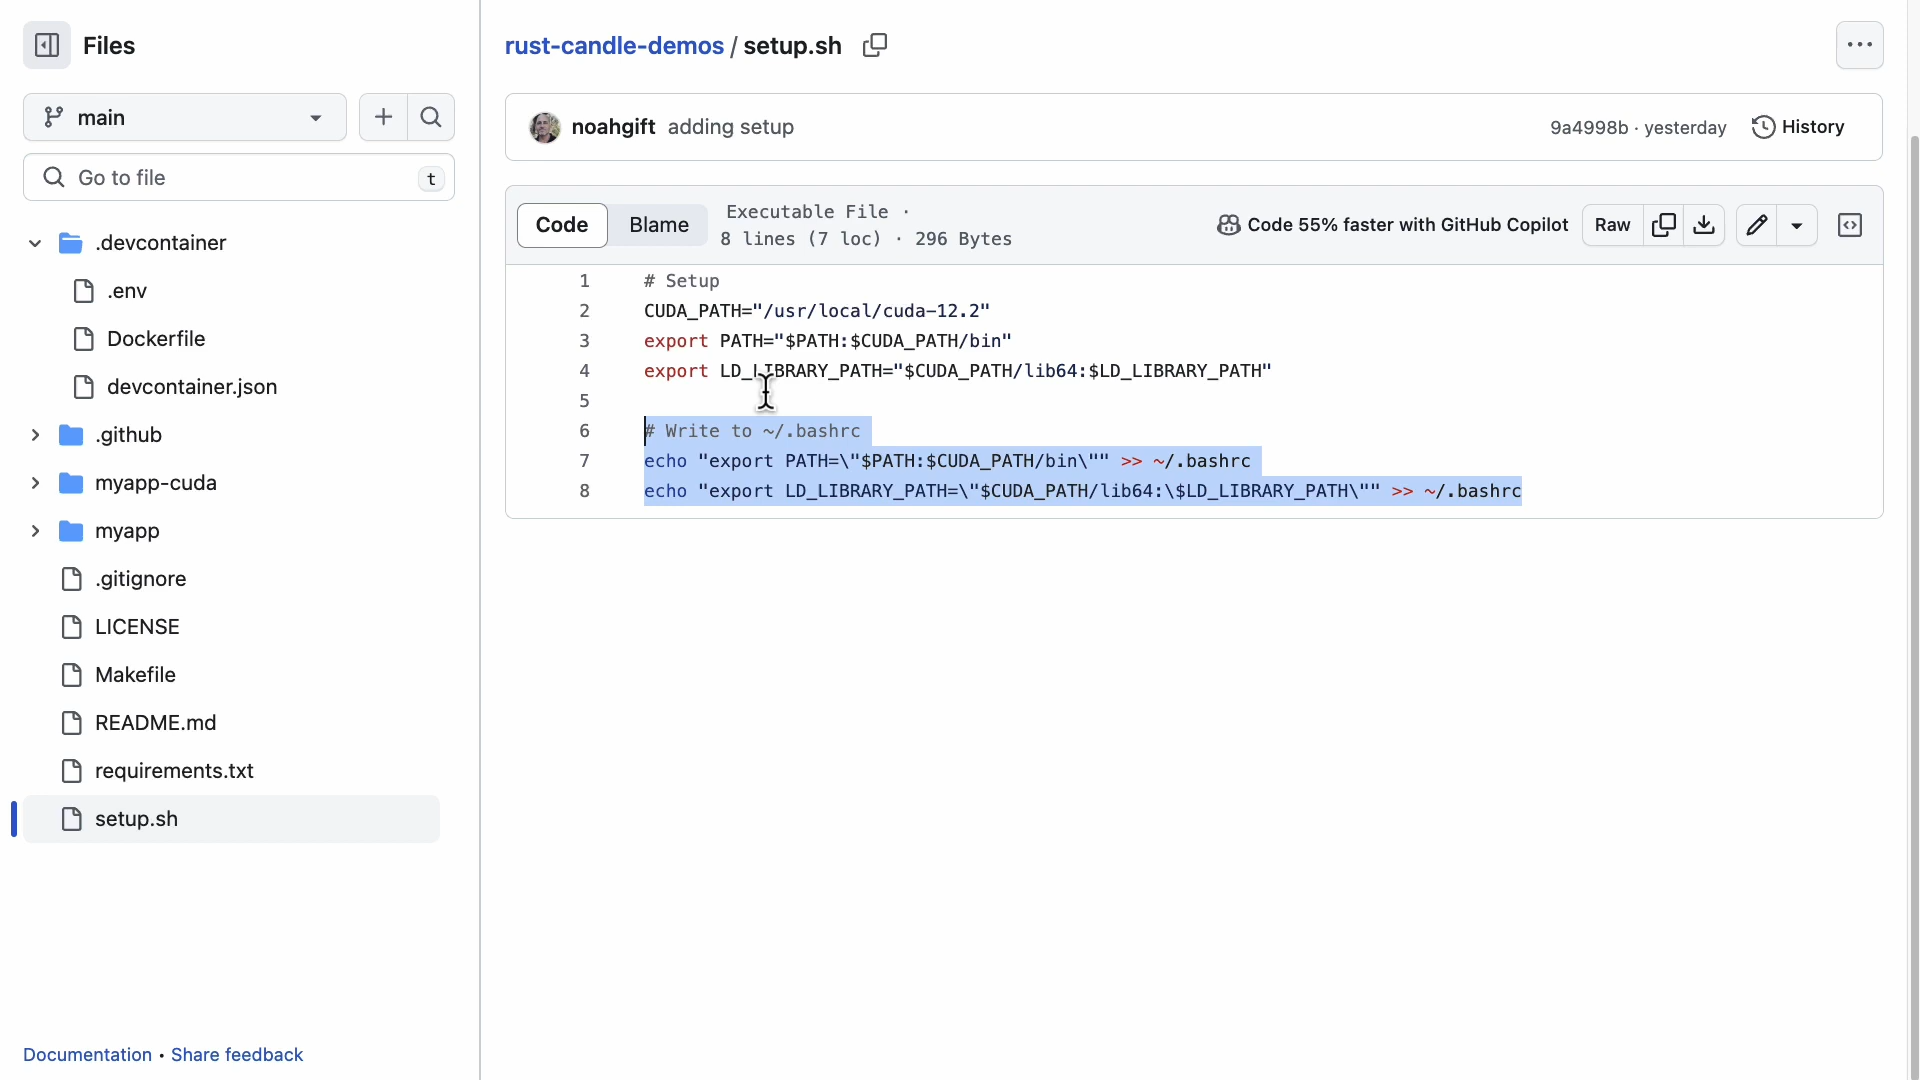 Files
main
Go to file
t
.devcontainer
.env
Dockerfile
devcontainer.json
.github
myapp-cuda
myapp
.gitignore
LICENSE
Makefile
README.md
requirements.txt
setup.sh
Documentation • Share feedback
rust-candle-demos / setup.sh
noahgift adding setup
9a4998b · yesterday
History
Code
Blame
Executable File ·
8 lines (7 loc) · 296 Bytes
Code 55% faster with GitHub Copilot
Raw
1 # Setup
2 CUDA_PATH="/usr/local/cuda-12.2"
3 export PATH="$PATH:$CUDA_PATH/bin"
4 export LD_LIBRARY_PATH="$CUDA_PATH/lib64:$LD_LIBRARY_PATH"
5
6 # Write to ~/.bashrc
7 echo "export PATH=\"$PATH:$CUDA_PATH/bin\"" >> ~/.bashrc
8 echo "export LD_LIBRARY_PATH=\"$CUDA_PATH/lib64:\$LD_LIBRARY_PATH\"" >> ~/.bashrc